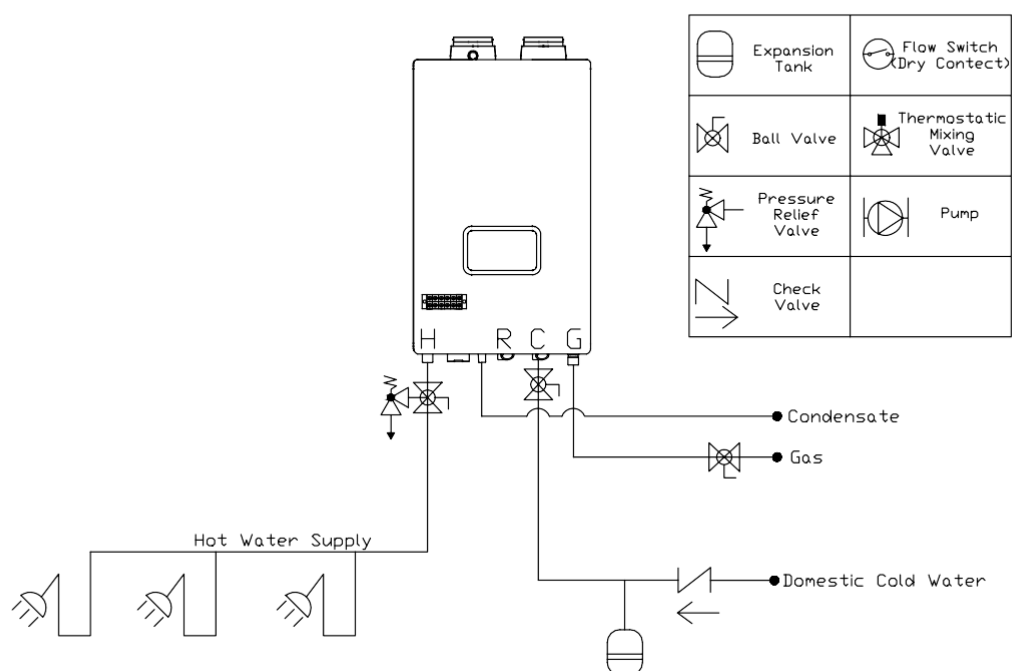 Expansion
Tank
Flow Switch
(Dry Contect)
Ball Valve
Thermostatic
Mixing
Valve
Pressure
Relief
Valve
Pump
Check
Valve
H R C G
Condensate
Gas
Hot Water Supply
Domestic Cold Water